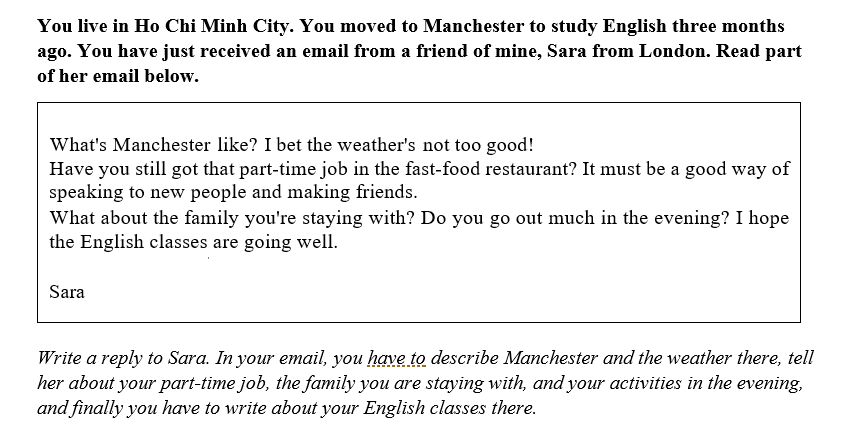 You live in Ho Chi Minh City. You moved to Manchester to study English three months
ago. You have just received an email from a friend of mine, Sara from London. Read part
of her email below.
What's Manchester like? I bet the weather's not too good!
Have you still got that part-time job in the fast-food restaurant? It must be a good way of
speaking to new people and making friends.
What about the family you're staying with? Do you go out much in the evening? I hope
the English classes are going well.
Sara
Write a reply to Sara. In your email, you have to describe Manchester and the weather there, tell
her about your part-time job, the family you are staying with, and your activities in the evening,
and finally you have to write about your English classes there.